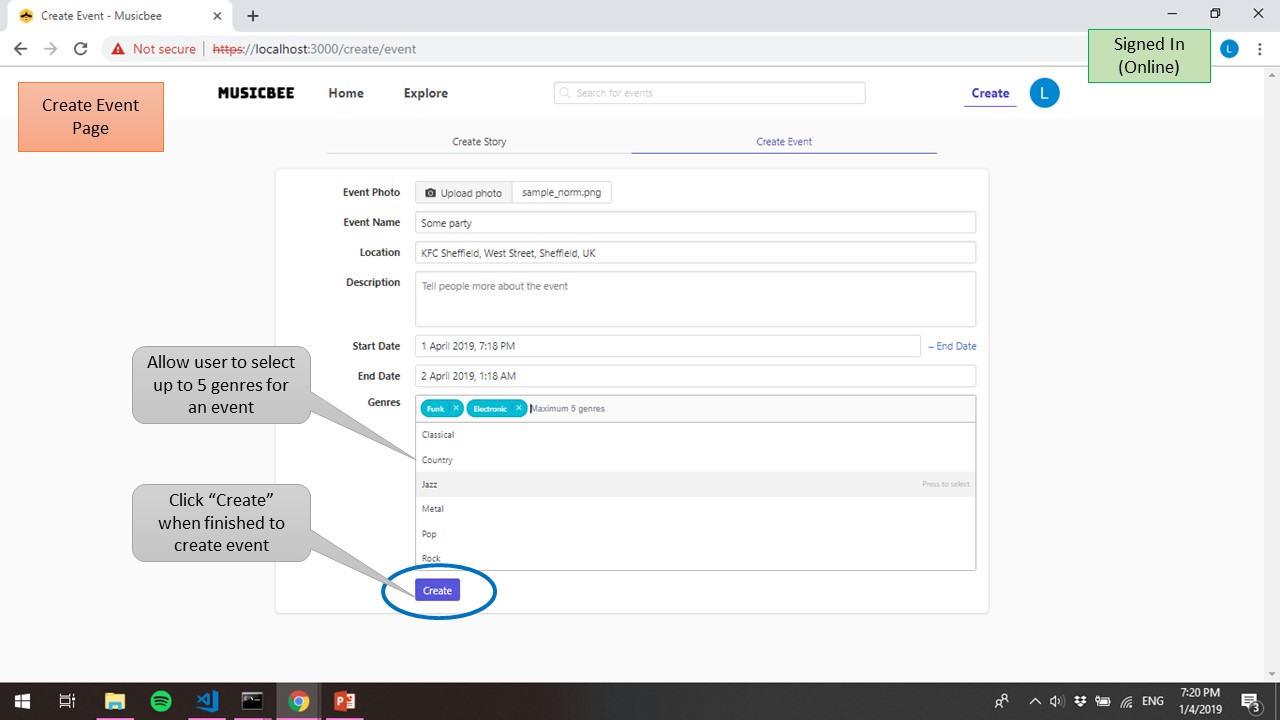 Create Event - Musicbee
Not secure
https://localhost:3000/create/event
L
Signed In
(Online)
Create Event
Page
MUSICBEE
Home
Explore
Search for events
Create
L
Create Story
Create Event
Event Photo
Upload photo
sample_norm.png
Event Name
Some party
Location
KFC Sheffield, West Street, Sheffield, UK
Description
Tell people more about the event
Start Date
1 April 2019, 7:18 PM
– End Date
End Date
2 April 2019, 1:18 AM
Allow user to select
up to 5 genres for
an event
Genres
Funk ×
Electronic ×
Maximum 5 genres
Classical
Country
Jazz
Press to select
Metal
Pop
Rock
Click “Create”
when finished to
create event
Create
ENG
7:20 PM
1/4/2019
3